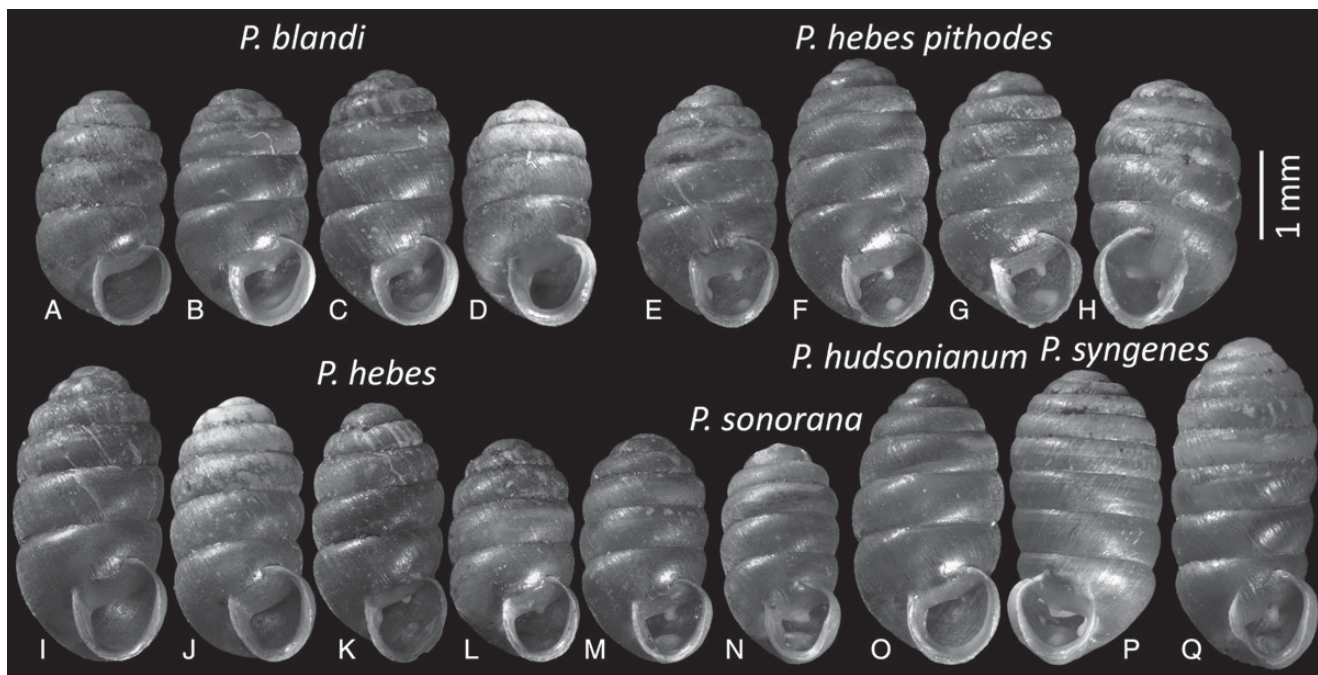 P. blandi
P. hebes pithodes
1 mm
A B C D E F G H
P. hebes
P. hudsonianum
P. syngenes
P. sonorana
I J K L M N O P Q